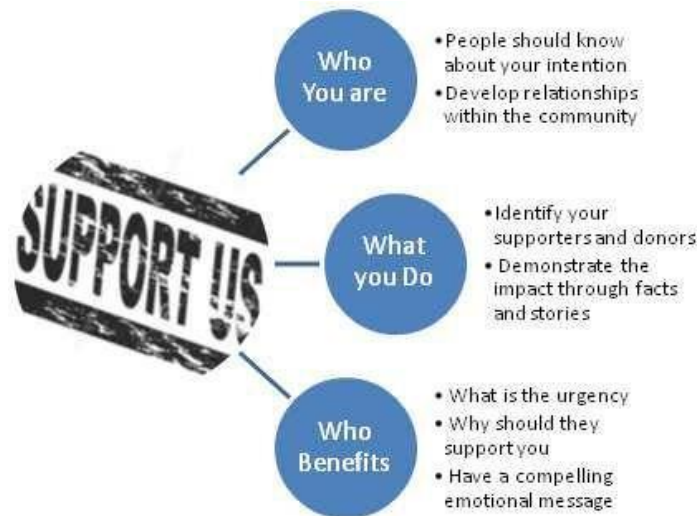 SUPPORT US
Who
You are
• People should know
about your intention
• Develop relationships
within the community
What
you Do
• Identify your
supporters and donors
• Demonstrate the
impact through facts
and stories
Who
Benefits
• What is the urgency
• Why should they
support you
• Have a compelling
emotional message